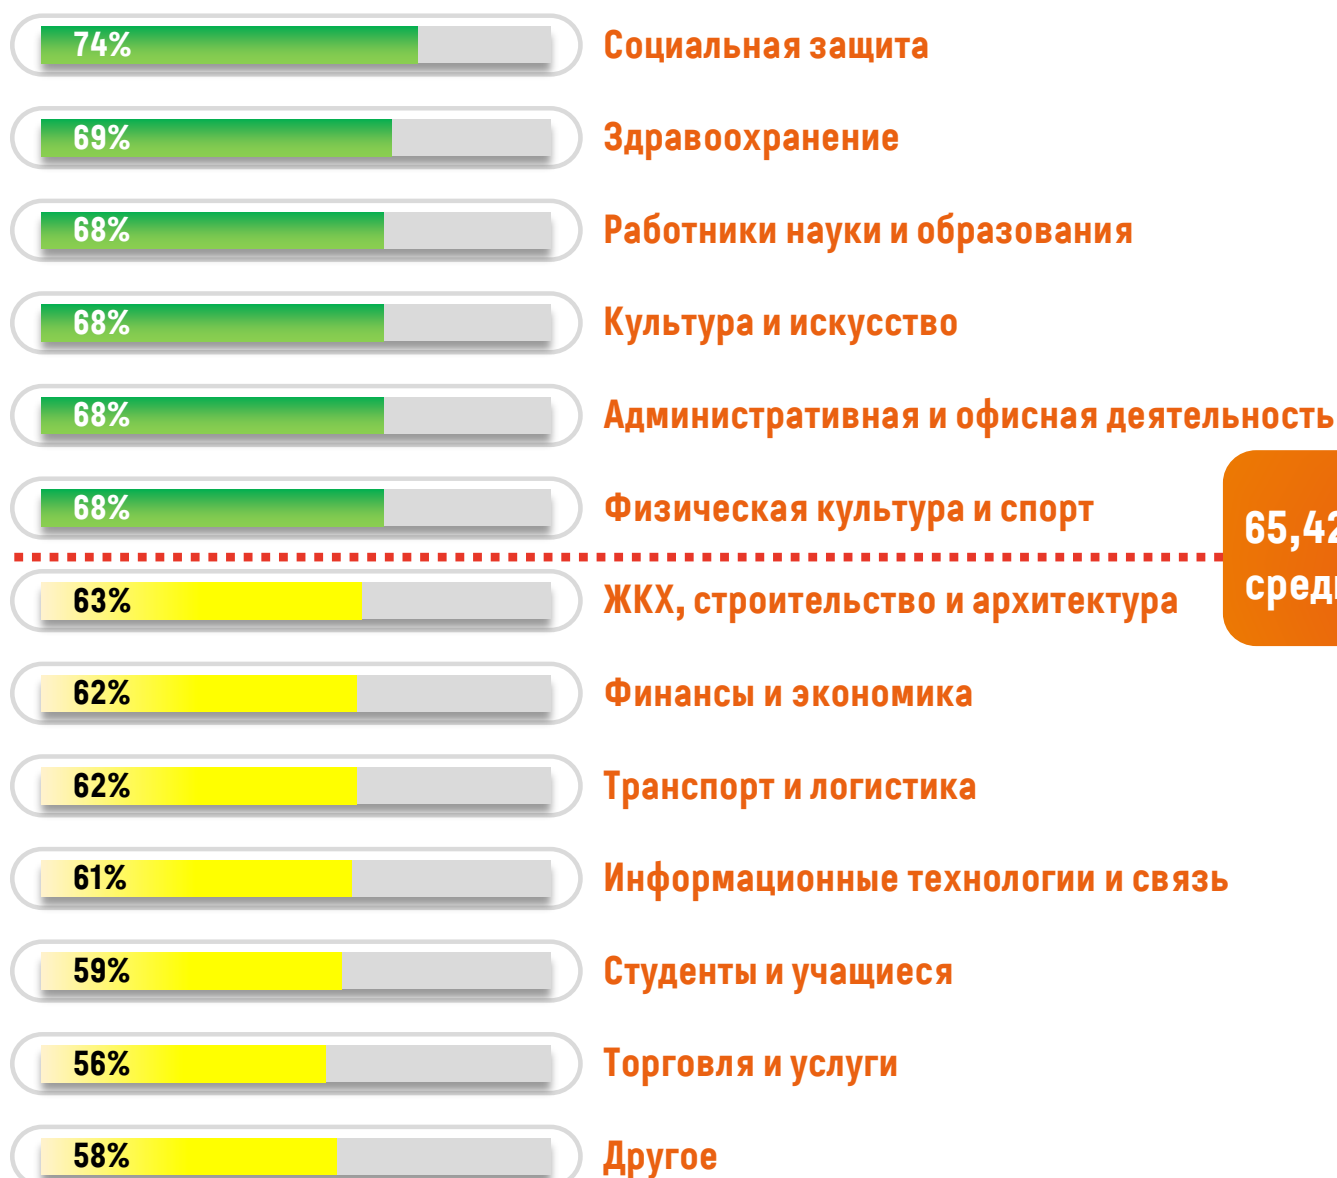 74% Социальная защита
69% Здравоохранение
68% Работники науки и образования
68% Культура и искусство
68% Административная и офисная деятельность
68% Физическая культура и спорт
65,42
63% ЖКХ, строительство и архитектура
62% Финансы и экономика
62% Транспорт и логистика
61% Информационные технологии и связь
59% Студенты и учащиеся
56% Торговля и услуги
58% Другое